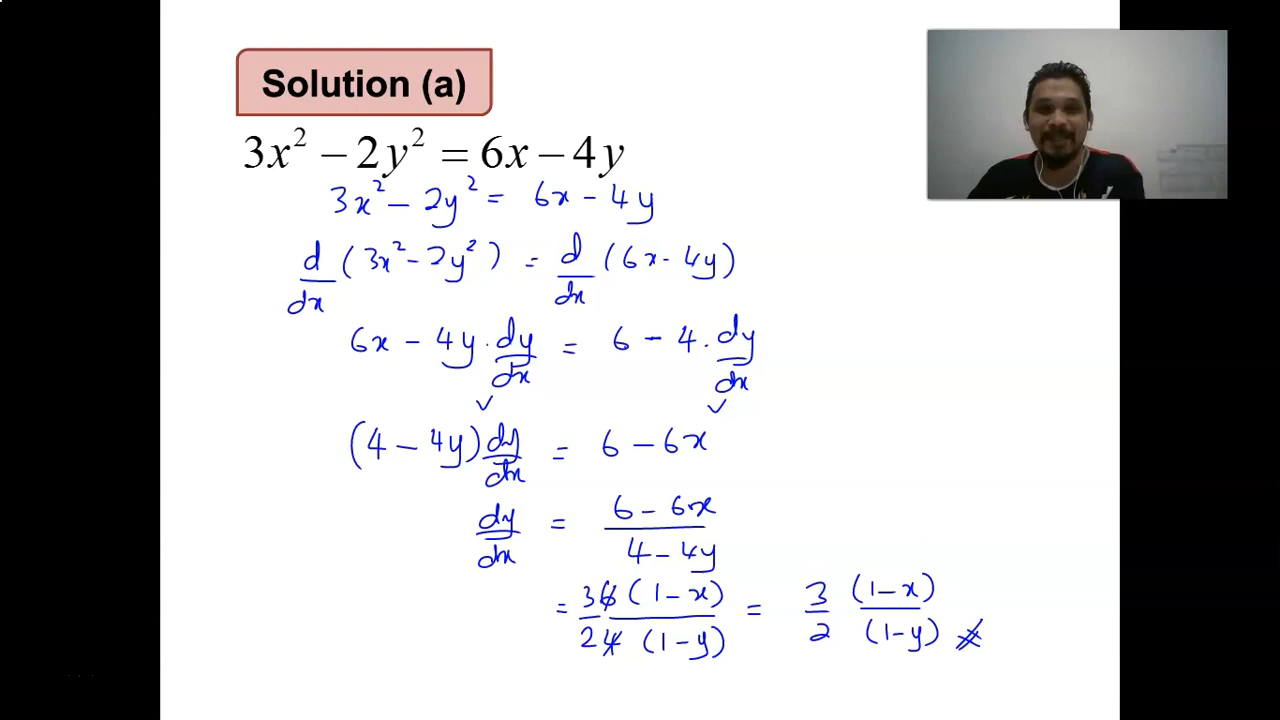 Solution (a)
3x² − 2y² = 6x − 4y
3x² − 2y² = 6x − 4y
d/dx (3x² − 2y²) = d/dx (6x − 4y)
6x − 4y · dy/dx = 6 − 4 · dy/dx
(4 − 4y) dy/dx = 6 − 6x
dy/dx = (6 − 6x)/(4 − 4y)
= 3 6 (1 − x) / 2 4 (1 − y) = 3/2 (1 − x)/(1 − y)